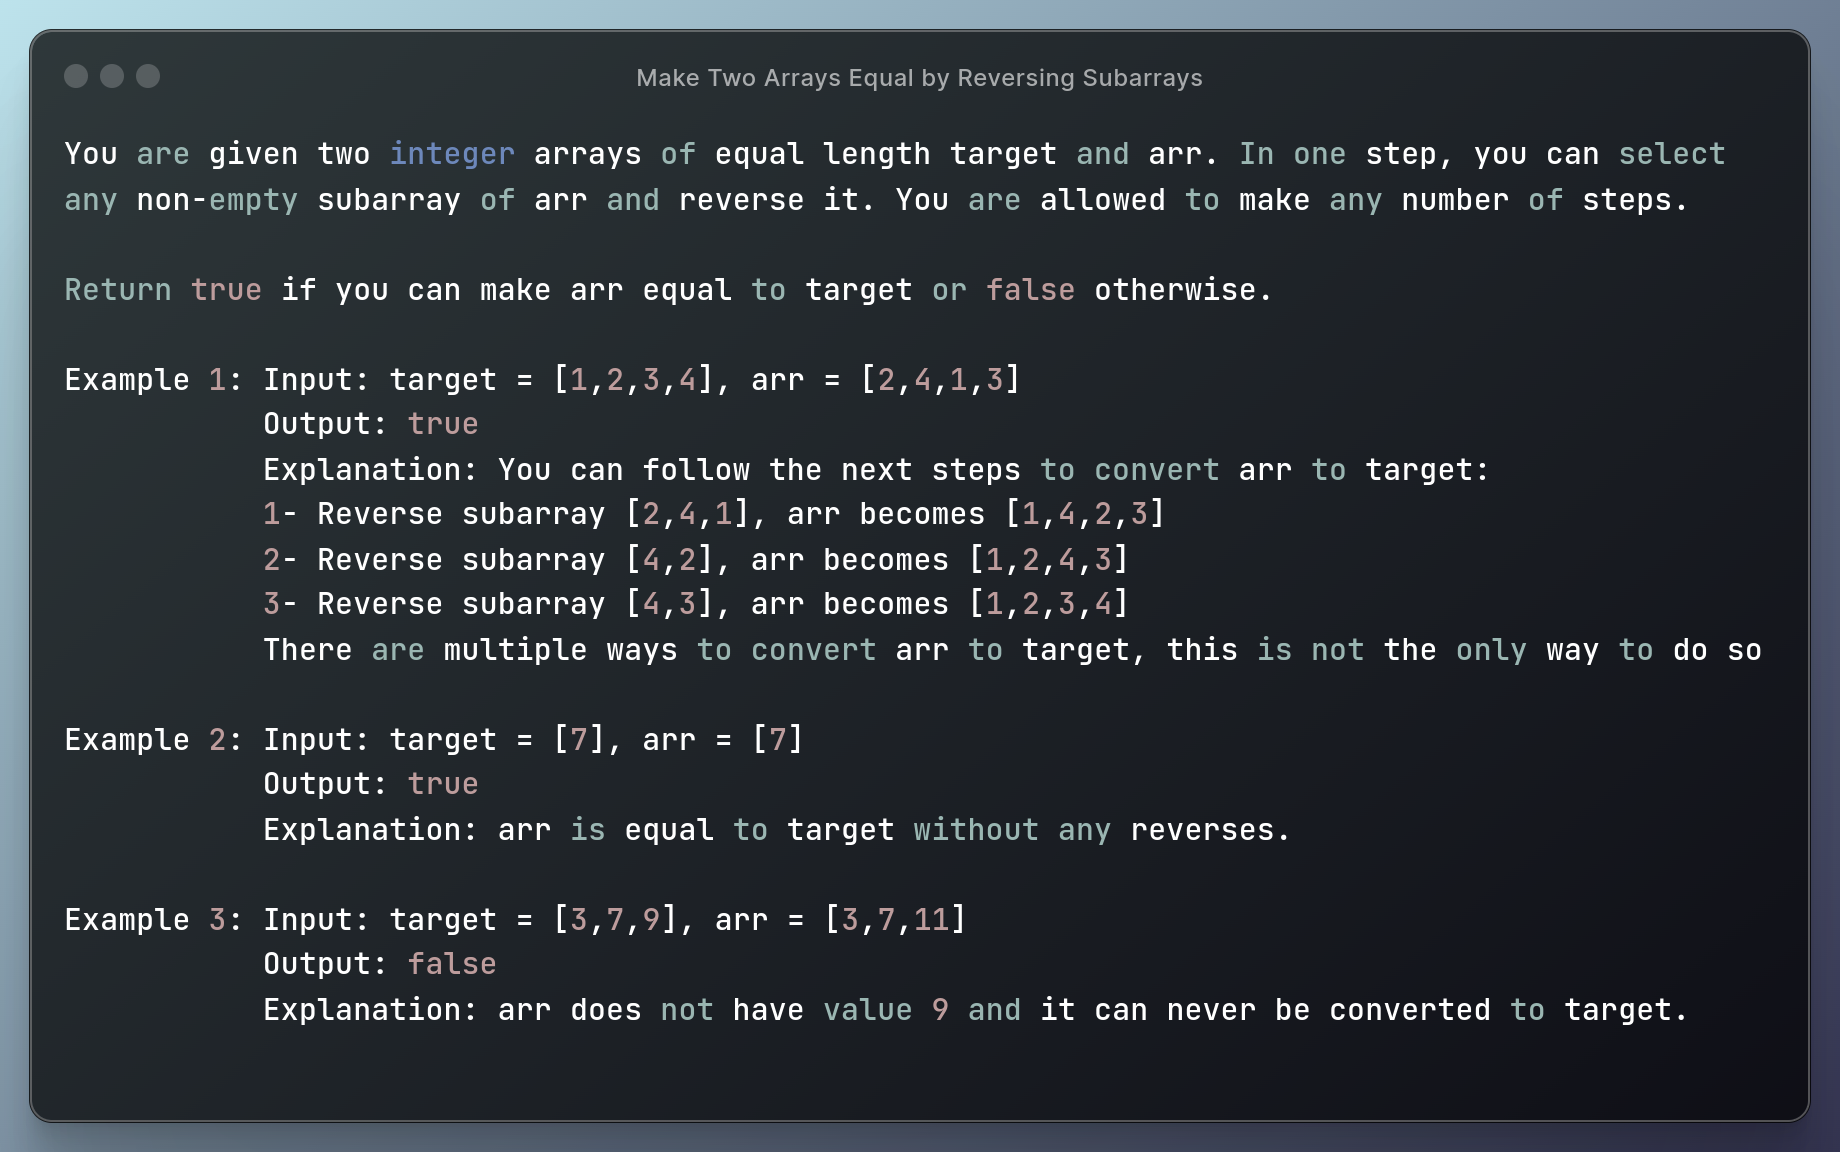 Make Two Arrays Equal by Reversing Subarrays
You are given two integer arrays of equal length target and arr. In one step, you can select
any non-empty subarray of arr and reverse it. You are allowed to make any number of steps.
Return true if you can make arr equal to target or false otherwise.
Example 1: Input: target = [1,2,3,4], arr = [2,4,1,3]
Output: true
Explanation: You can follow the next steps to convert arr to target:
1- Reverse subarray [2,4,1], arr becomes [1,4,2,3]
2- Reverse subarray [4,2], arr becomes [1,2,4,3]
3- Reverse subarray [4,3], arr becomes [1,2,3,4]
There are multiple ways to convert arr to target, this is not the only way to do so
Example 2: Input: target = [7], arr = [7]
Output: true
Explanation: arr is equal to target without any reverses.
Example 3: Input: target = [3,7,9], arr = [3,7,11]
Output: false
Explanation: arr does not have value 9 and it can never be converted to target.